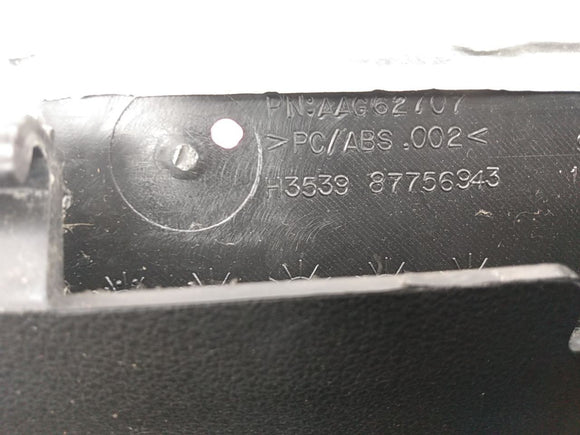 PN:AAG62707
>PC/ABS .002<
H3539 87756943